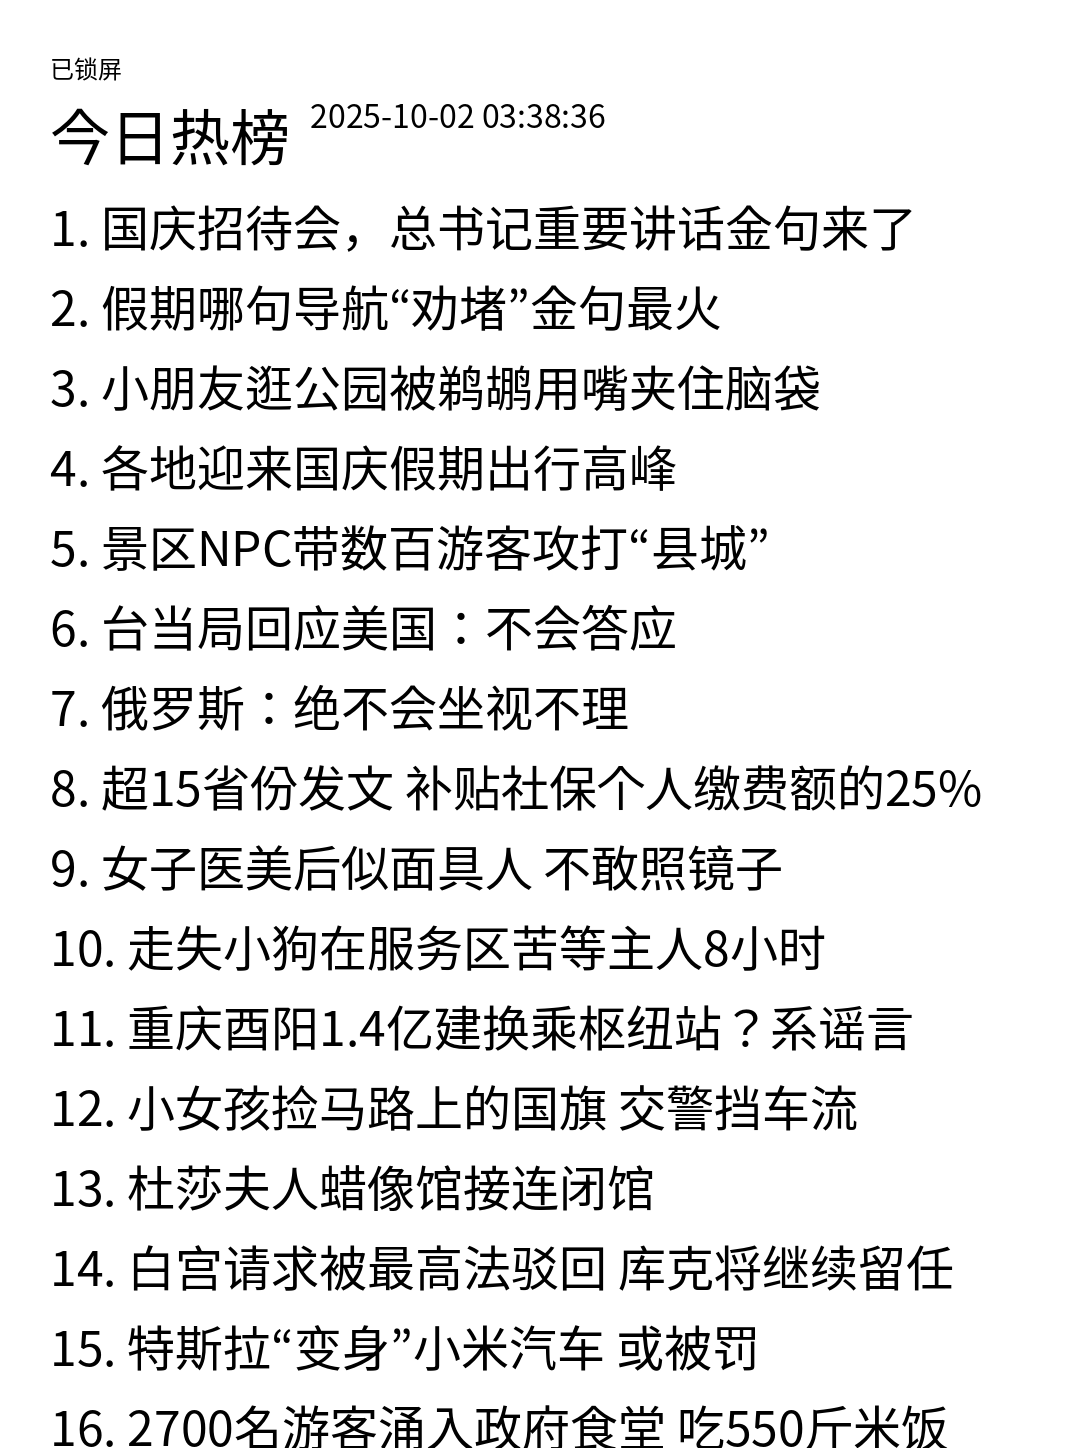 已锁屏
今日热榜 2025-10-02 03:38:36
1. 国庆招待会，总书记重要讲话金句来了
2. 假期哪句导航“劝堵”金句最火
3. 小朋友逛公园被鹈鹕用嘴夹住脑袋
4. 各地迎来国庆假期出行高峰
5. 景区NPC带数百游客攻打“县城”
6. 台当局回应美国：不会答应
7. 俄罗斯：绝不会坐视不理
8. 超15省份发文 补贴社保个人缴费额的25%
9. 女子医美后似面具人 不敢照镜子
10. 走失小狗在服务区苦等主人8小时
11. 重庆酉阳1.4亿建换乘枢纽站？系谣言
12. 小女孩捡马路上的国旗 交警挡车流
13. 杜莎夫人蜡像馆接连闭馆
14. 白宫请求被最高法驳回 库克将继续留任
15. 特斯拉“变身”小米汽车 或被罚
16. 2700名游客涌入政府食堂 吃550斤米饭